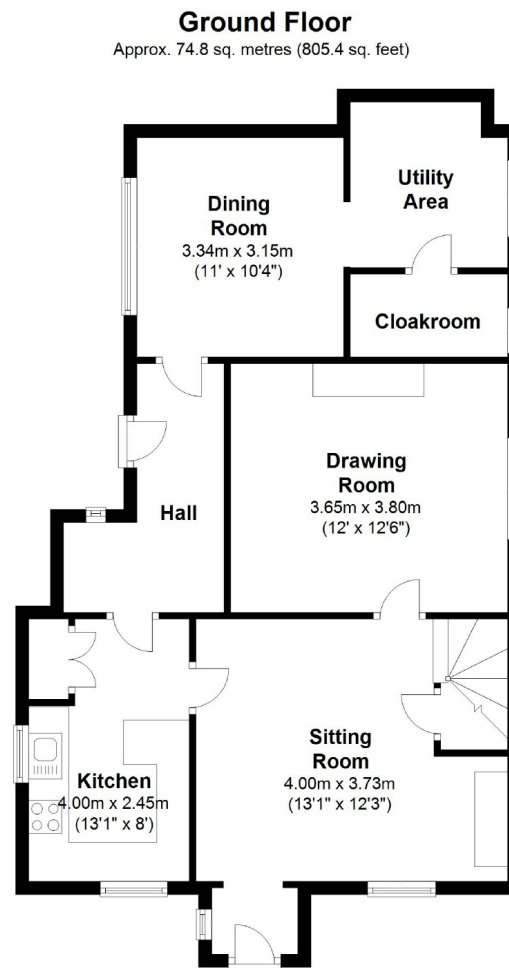 Ground Floor
Approx. 74.8 sq. metres (805.4 sq. feet)
Utility
Area
Dining
Room
3.34m x 3.15m
(11' x 10'4")
Cloakroom
Drawing
Room
3.65m x 3.80m
(12' x 12'6")
Hall
Sitting
Room
4.00m x 3.73m
(13'1" x 12'3")
Kitchen
4.00m x 2.45m
(13'1" x 8')